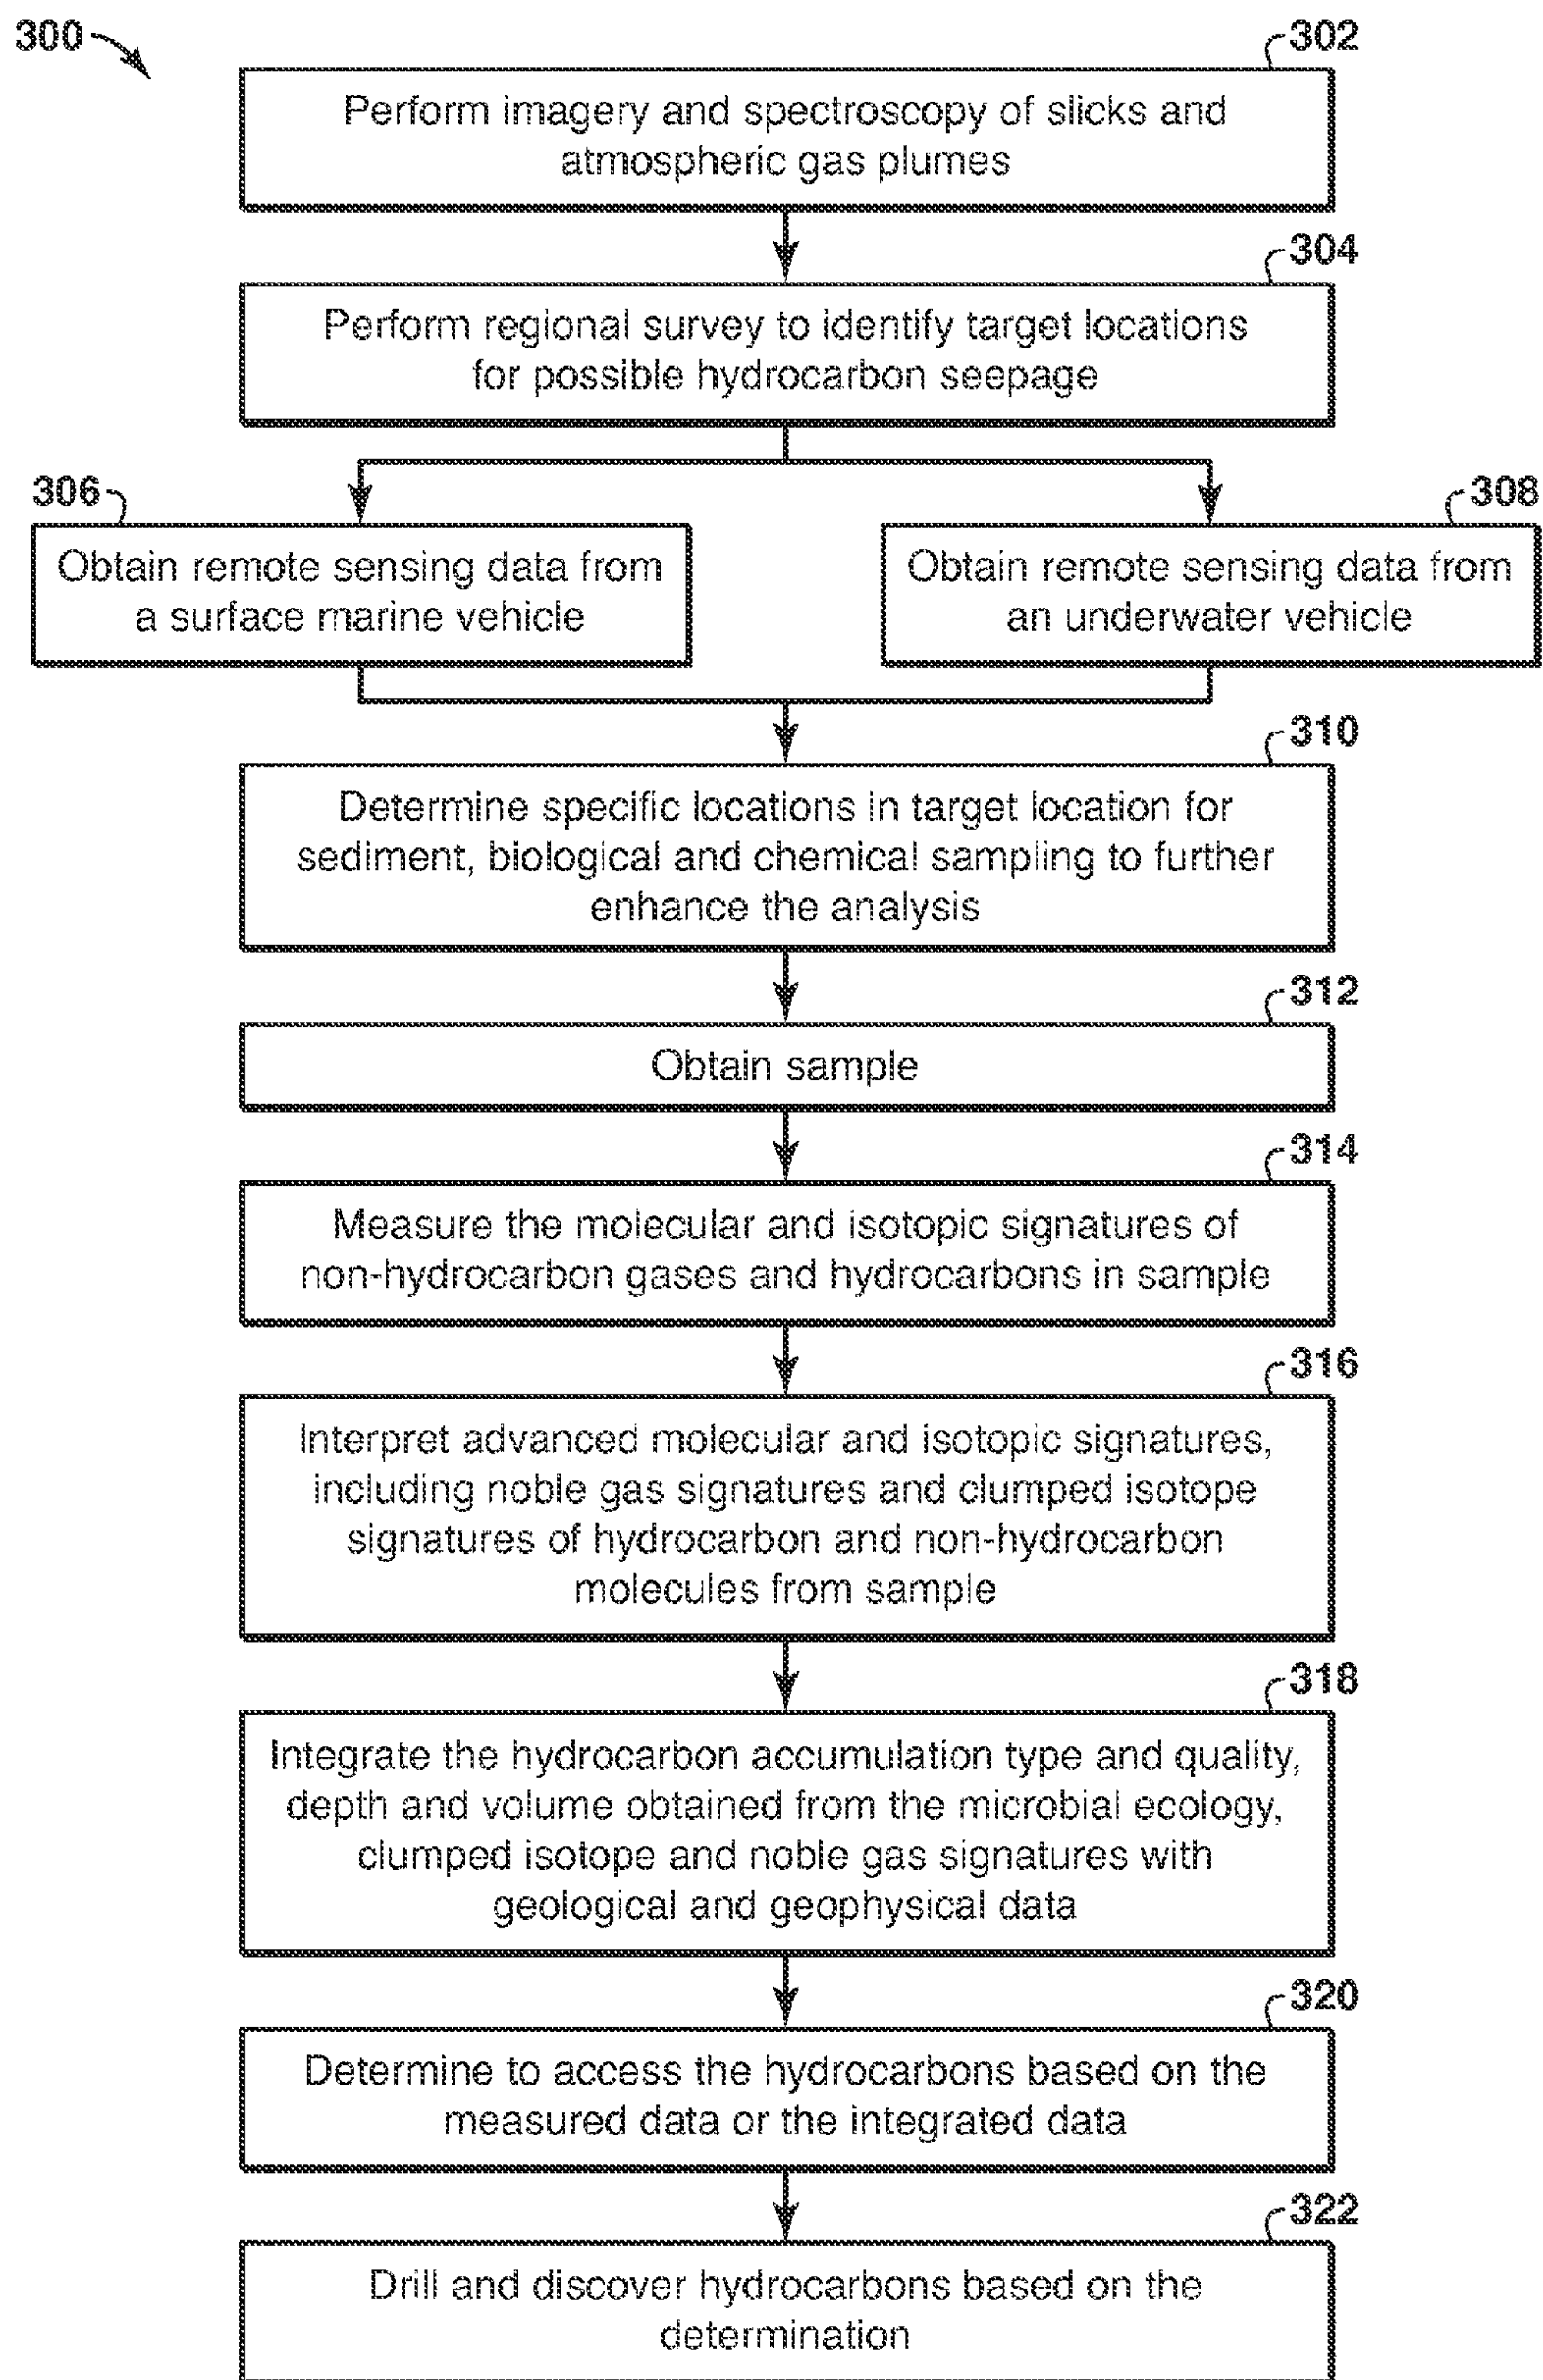 300
302
Perform imagery and spectroscopy of slicks and
atmospheric gas plumes
304
Perform regional survey to identify target locations
for possible hydrocarbon seepage
306
Obtain remote sensing data from
a surface marine vehicle
308
Obtain remote sensing data from
an underwater vehicle
310
Determine specific locations in target location for
sediment, biological and chemical sampling to further
enhance the analysis
312
Obtain sample
314
Measure the molecular and isotopic signatures of
non-hydrocarbon gases and hydrocarbons in sample
316
Interpret advanced molecular and isotopic signatures,
including noble gas signatures and clumped isotope
signatures of hydrocarbon and non-hydrocarbon
molecules from sample
318
Integrate the hydrocarbon accumulation type and quality,
depth and volume obtained from the microbial ecology,
clumped isotope and noble gas signatures with
geological and geophysical data
320
Determine to access the hydrocarbons based on the
measured data or the integrated data
322
Drill and discover hydrocarbons based on the
determination